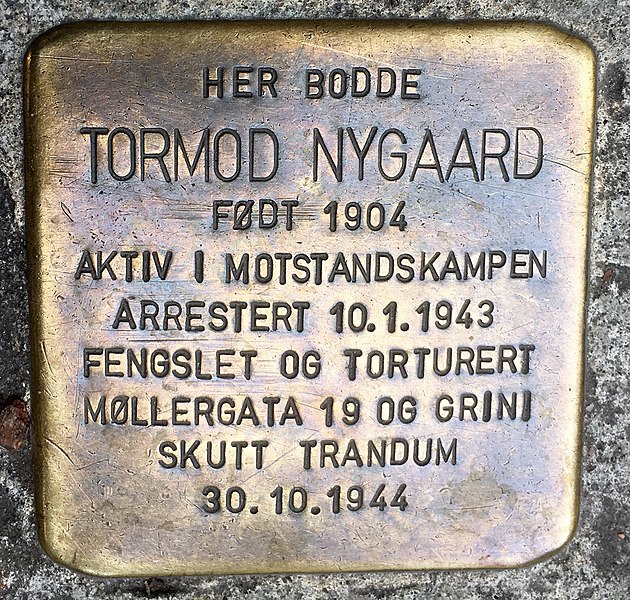 HER BODDE
TORMOD NYGAARD
FØDT 1904
AKTIV I MOTSTANDSKAMPEN
ARRESTERT 10.1.1943
FENGSLET OG TORTURERT
MØLLERGATA 19 OG GRINI
SKUTT TRANDUM
30.10.1944